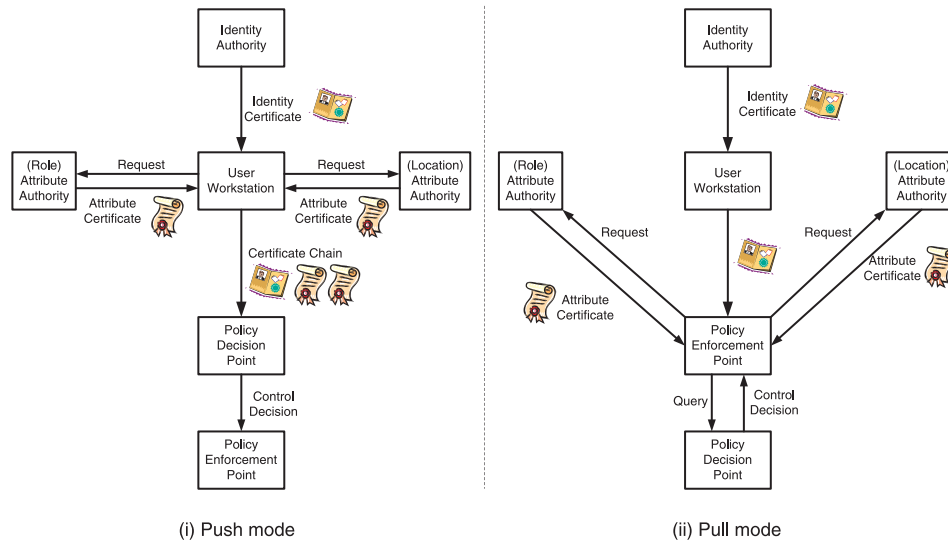 Identity
Authority
Identity
Certificate
(Role)
Attribute
Authority
Request
Attribute
Certificate
User
Workstation
Request
Attribute
Certificate
(Location)
Attribute
Authority
Certificate Chain
Policy
Decision
Point
Control
Decision
Policy
Enforcement
Point
(i) Push mode
Identity
Authority
Identity
Certificate
(Role)
Attribute
Authority
User
Workstation
(Location)
Attribute
Authority
Request
Request
Attribute
Certificate
Attribute
Certificate
Policy
Enforcement
Point
Query
Control
Decision
Policy
Decision
Point
(ii) Pull mode